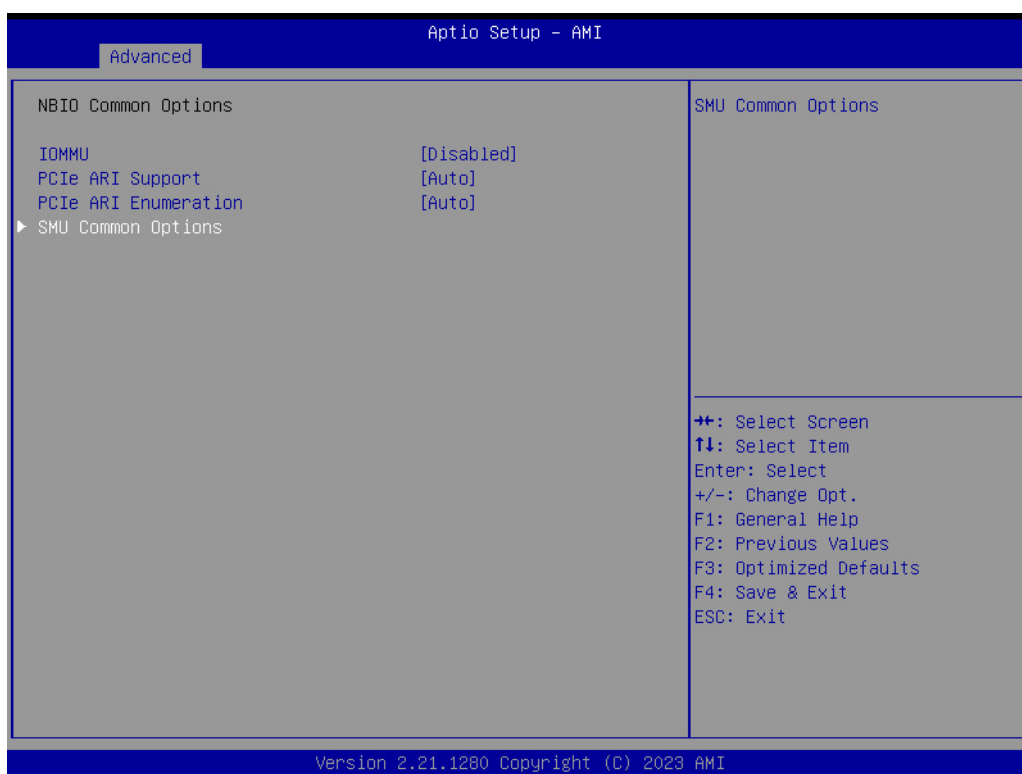 Aptio Setup - AMI
Advanced
NBIO Common Options
IOMMU [Disabled]
PCIe ARI Support [Auto]
PCIe ARI Enumeration [Auto]
▶ SMU Common Options
SMU Common Options
→←: Select Screen
↑↓: Select Item
Enter: Select
+/-: Change Opt.
F1: General Help
F2: Previous Values
F3: Optimized Defaults
F4: Save & Exit
ESC: Exit
Version 2.21.1280 Copyright (C) 2023 AMI